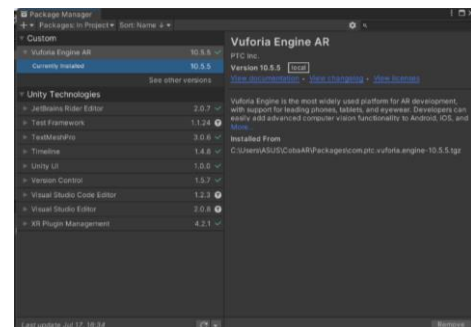 Package Manager
+ Packages: In Project Sort: Name ↓
Custom
Vuforia Engine AR 10.5.5
Currently Installed 10.5.5
See other versions
Unity Technologies
JetBrains Rider Editor 2.0.7
Test Framework 1.1.24
TextMeshPro 3.0.6
Timeline 1.4.8
Unity UI 1.0.0
Version Control 1.5.7
Visual Studio Code Editor 1.2.3
Visual Studio Editor 2.0.8
XR Plugin Management 4.2.1
Last update Jul 17, 18:34
Vuforia Engine AR
PTC Inc.
Version 10.5.5 local
View documentation • View changelog • View licenses
Vuforia Engine is the most widely used platform for AR development,
with support for leading phones, tablets, and eyewear. Developers can
easily add advanced computer vision functionality to Android, iOS, and
More...
Installed From
C:\Users\ASUS\CobaAR\Packages\com.ptc.vuforia.engine-10.5.5.tgz
Remove